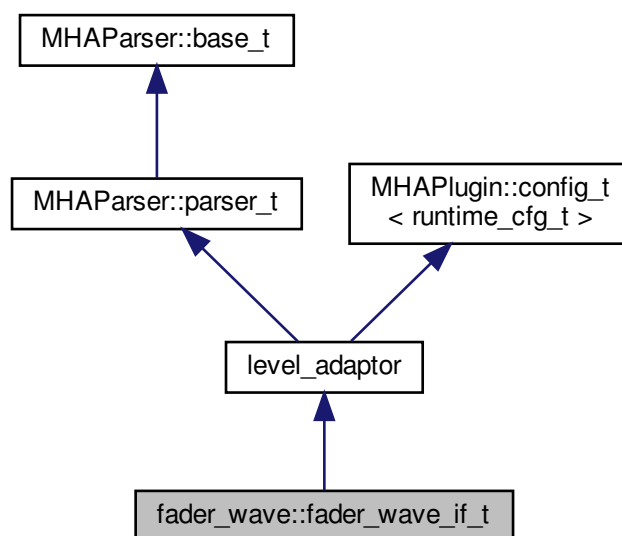 MHAParser::base_t
MHAParser::parser_t
MHAPlugin::config_t
< runtime_cfg_t >
level_adaptor
fader_wave::fader_wave_if_t